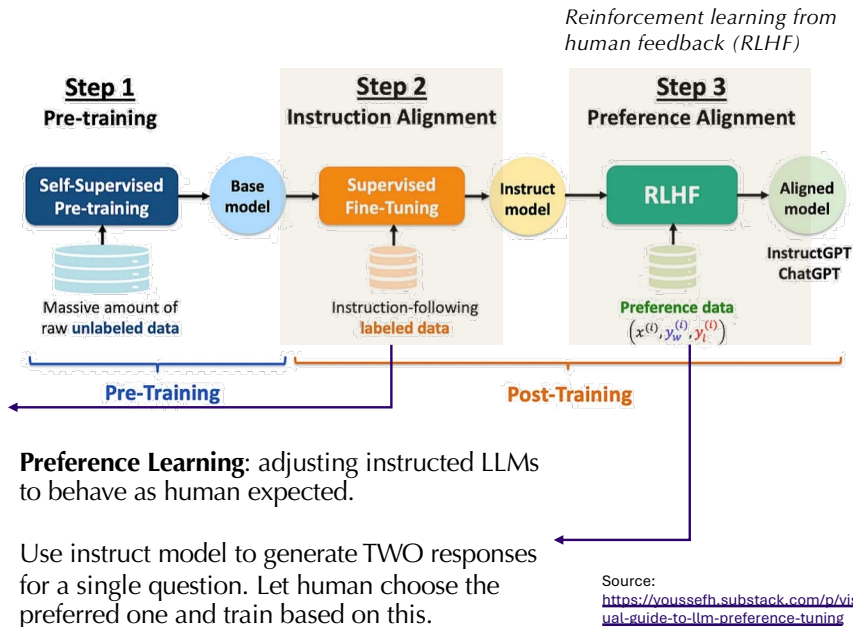 Reinforcement learning from
human feedback (RLHF)
Step 1
Pre-training
Step 2
Instruction Alignment
Step 3
Preference Alignment
Self-Supervised
Pre-training
Base
model
Supervised
Fine-Tuning
Instruct
model
RLHF
Aligned
model
InstructGPT
ChatGPT
Massive amount of
raw unlabeled data
Instruction-following
labeled data
Preference data
(x^(i), y_w^(i), y_l^(i))
Pre-Training
Post-Training
Preference Learning: adjusting instructed LLMs
to behave as human expected.
Use instruct model to generate TWO responses
for a single question. Let human choose the
preferred one and train based on this.
Source:
https://youssefh.substack.com/p/vis
ual-guide-to-llm-preference-tuning